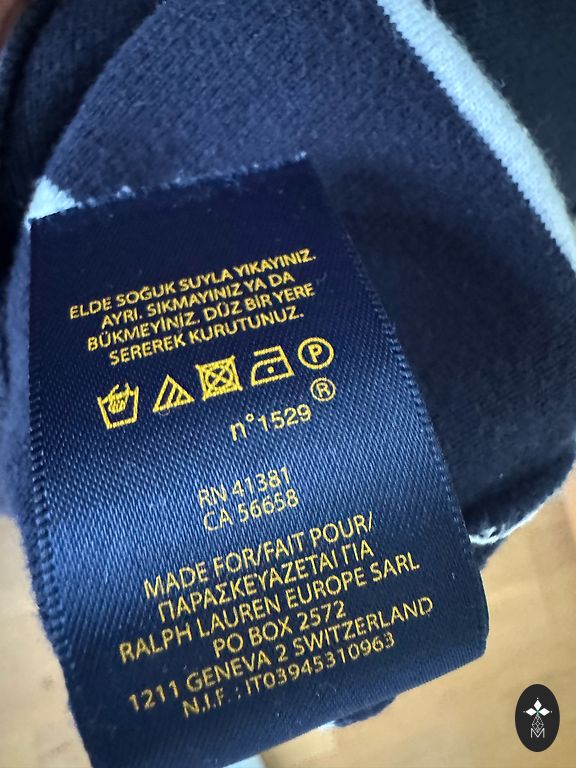 ELDE SOĞUK SUYLA YIKAYINIZ.
AYRI. SIKMAYINIZ YA DA
BÜKMEYİNİZ. DÜZ BİR YERE
SEREREK KURUTUNUZ.
P
n°1529 ®
RN 41381
CA 56658
MADE FOR/FAIT POUR/
ΠΑΡΑΣΚΕΥΑΖΕΤΑΙ ΓΙΑ
RALPH LAUREN EUROPE SARL
PO BOX 2572
1211 GENEVA 2 SWITZERLAND
N.I.F. : IT03945310963
M